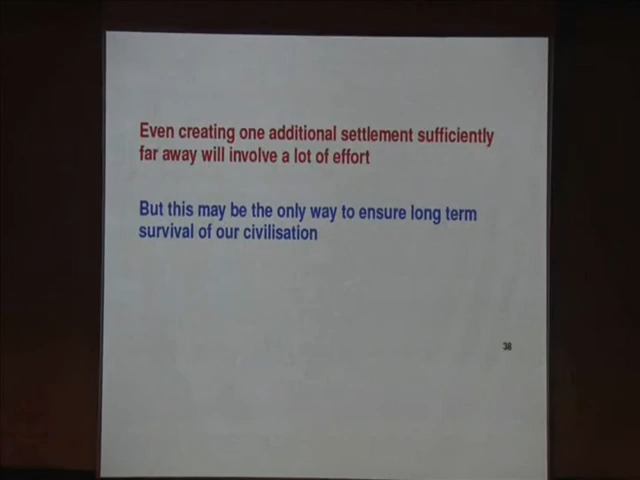 Even creating one additional settlement sufficiently
far away will involve a lot of effort
But this may be the only way to ensure long term
survival of our civilisation
38